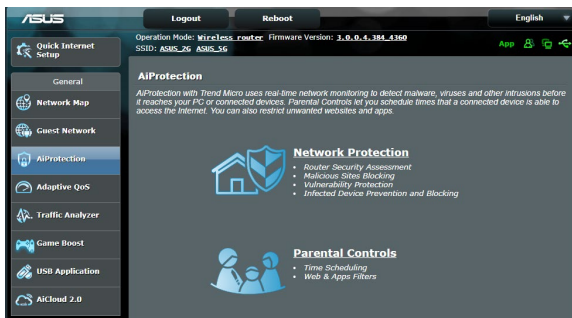 ASUS
Logout
Reboot
English
Quick Internet
Setup
Operation Mode: Wireless router Firmware Version: 3.0.0.4.384_4360
SSID: ASUS_2G ASUS_5G
App
General
Network Map
Guest Network
AiProtection
Adaptive QoS
Traffic Analyzer
Game Boost
USB Application
AiCloud 2.0
AiProtection
AiProtection with Trend Micro uses real-time network monitoring to detect malware, viruses and other intrusions before
it reaches your PC or connected devices. Parental Controls let you schedule times that a connected device is able to
access the Internet. You can also restrict unwanted websites and apps.
Network Protection
• Router Security Assessment
• Malicious Sites Blocking
• Vulnerability Protection
• Infected Device Prevention and Blocking
Parental Controls
• Time Scheduling
• Web & Apps Filters